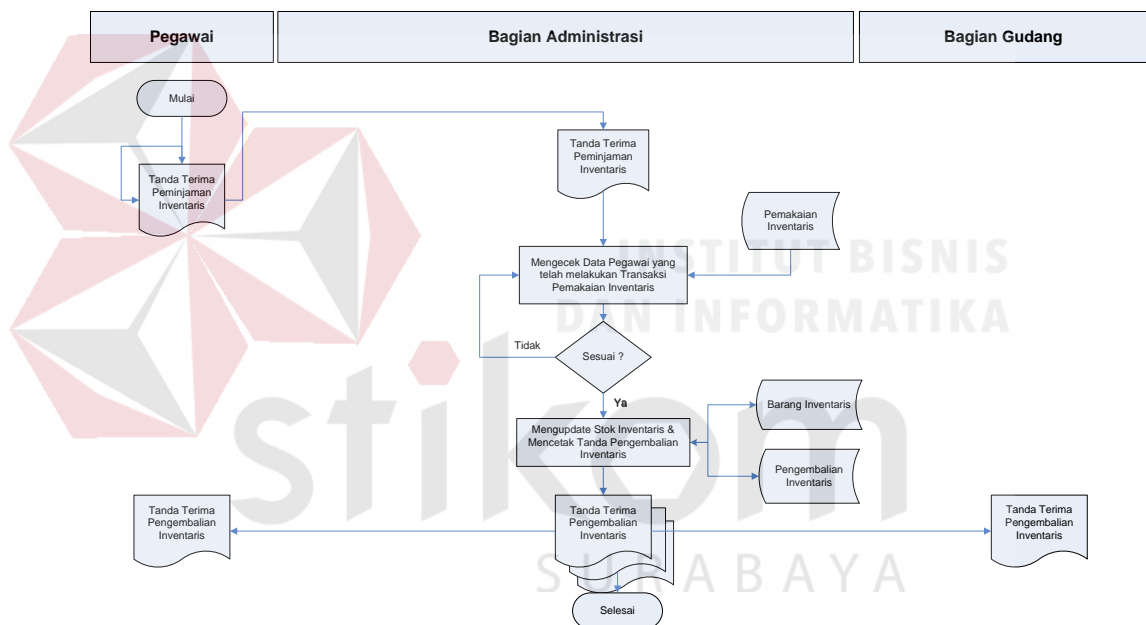 Pegawai
Bagian Administrasi
Bagian Gudang
Mulai
Tanda Terima
Peminjaman
Inventaris
Tanda Terima
Peminjaman
Inventaris
Pemakaian
Inventaris
INSTITUT BISNIS
DAN INFORMATIKA
Mengecek Data Pegawai yang
telah melakukan Transaksi
Pemakaian Inventaris
Tidak
Sesuai ?
Ya
stikom
Barang Inventaris
Mengupdate Stok Inventaris &
Mencetak Tanda Pengembalian
Inventaris
Pengembalian
Inventaris
Tanda Terima
Pengembalian
Inventaris
Tanda Terima
Pengembalian
Inventaris
Tanda Terima
Pengembalian
Inventaris
SURABAYA
Selesai